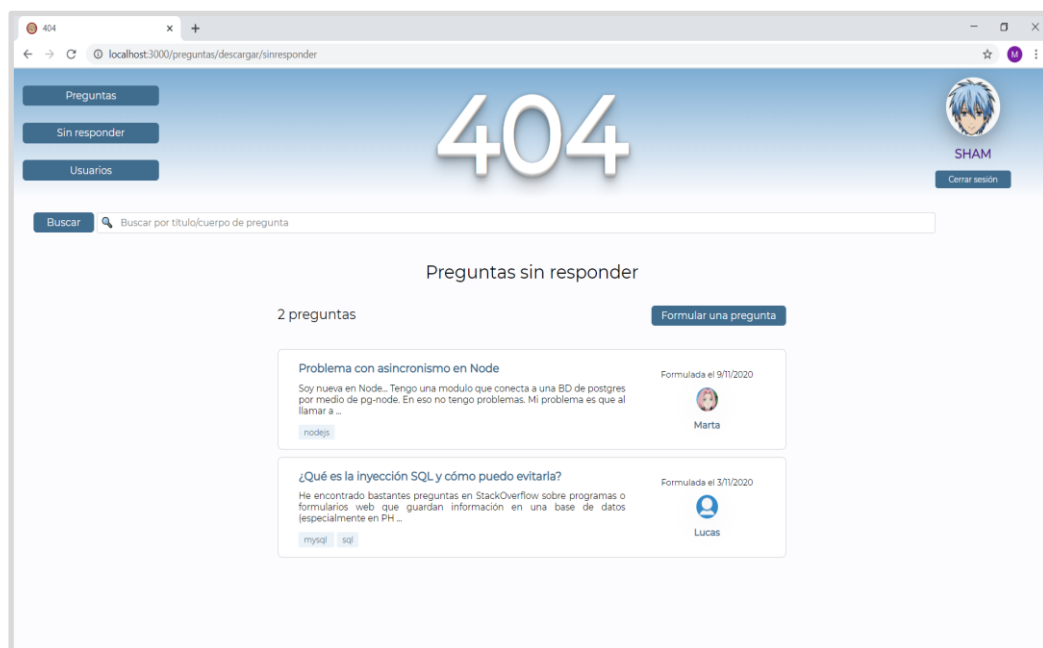 404
localhost:3000/preguntas/descargar/sinresponder
M
Preguntas
Sin responder
Usuarios
404
SHAM
Cerrar sesión
Buscar
Buscar por título/cuerpo de pregunta
Preguntas sin responder
2 preguntas
Formular una pregunta
Problema con asincronismo en Node
Soy nueva en Node... Tengo una modulo que conecta a una BD de postgres
por medio de pg-node. En eso no tengo problemas. Mi problema es que al
llamar a ...
nodejs
Formulada el 9/11/2020
Marta
¿Qué es la inyección SQL y cómo puedo evitarla?
He encontrado bastantes preguntas en StackOverflow sobre programas o
formularios web que guardan información en una base de datos
(especialmente en PH ...
mysql sql
Formulada el 3/11/2020
Lucas